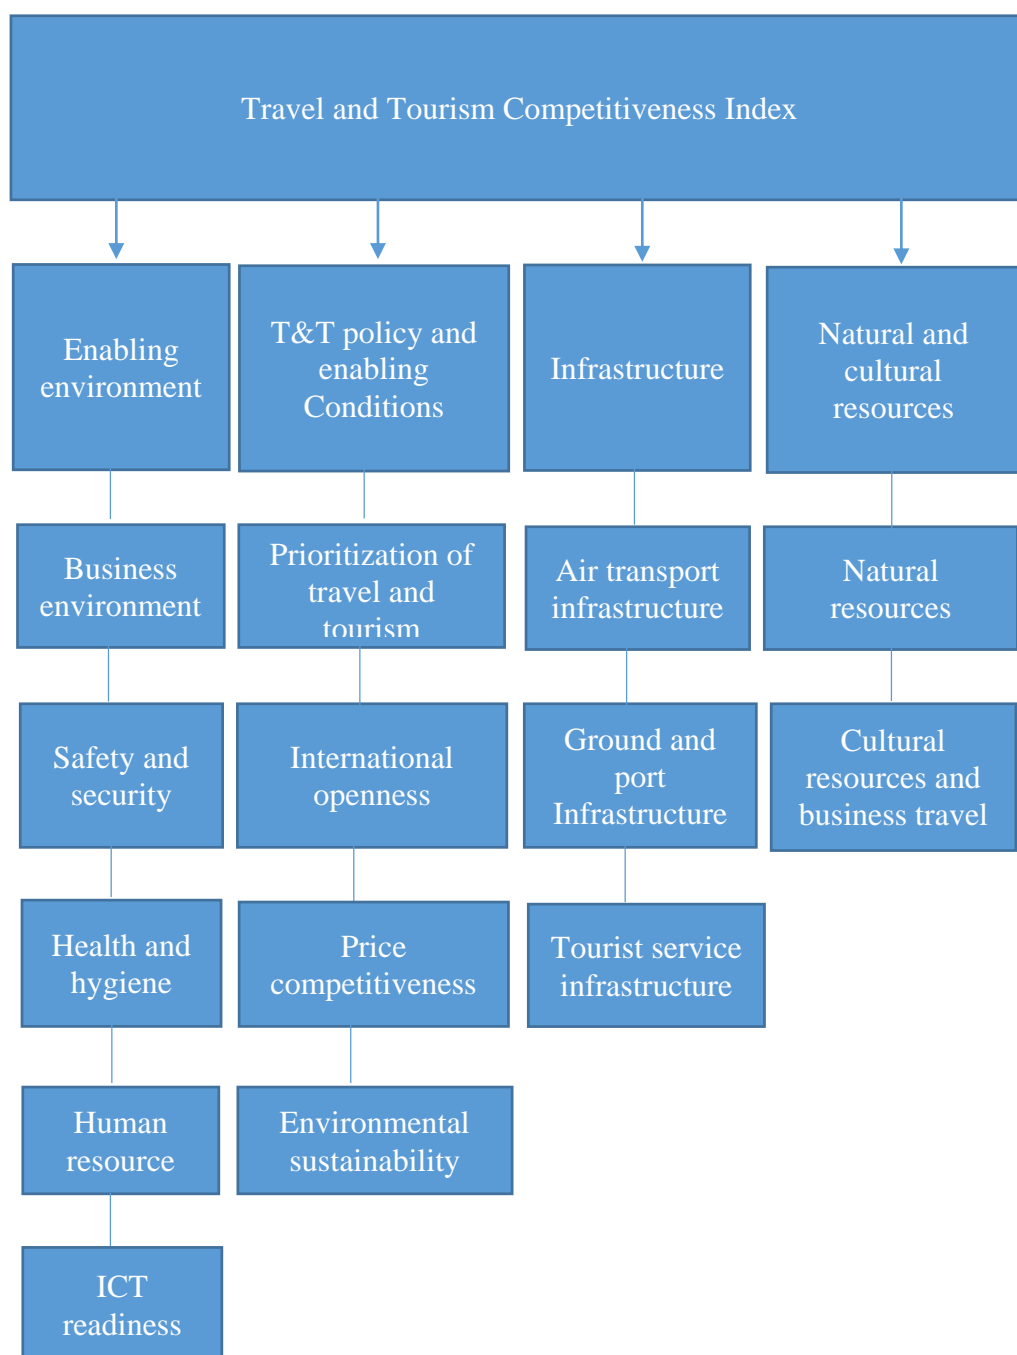 Travel and Tourism Competitiveness Index
Enabling
environment
T&T policy and
enabling
Conditions
Infrastructure
Natural and
cultural
resources
Business
environment
Prioritization of
travel and
tourism
Air transport
infrastructure
Natural
resources
Safety and
security
International
openness
Ground and
port
Infrastructure
Cultural
resources and
business travel
Health and
hygiene
Price
competitiveness
Tourist service
infrastructure
Human
resource
Environmental
sustainability
ICT
readiness